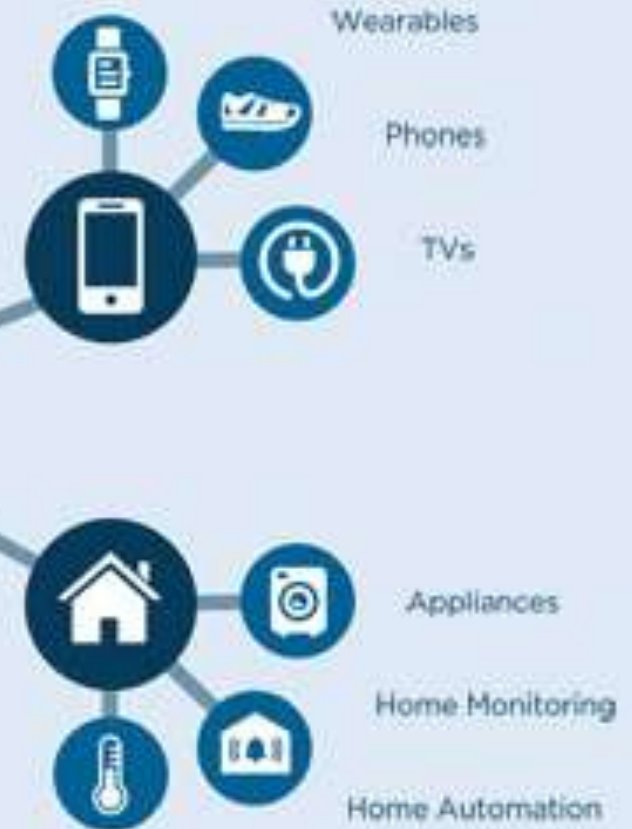 Wearables
Phones
TVs
Appliances
Home Monitoring
Home Automation